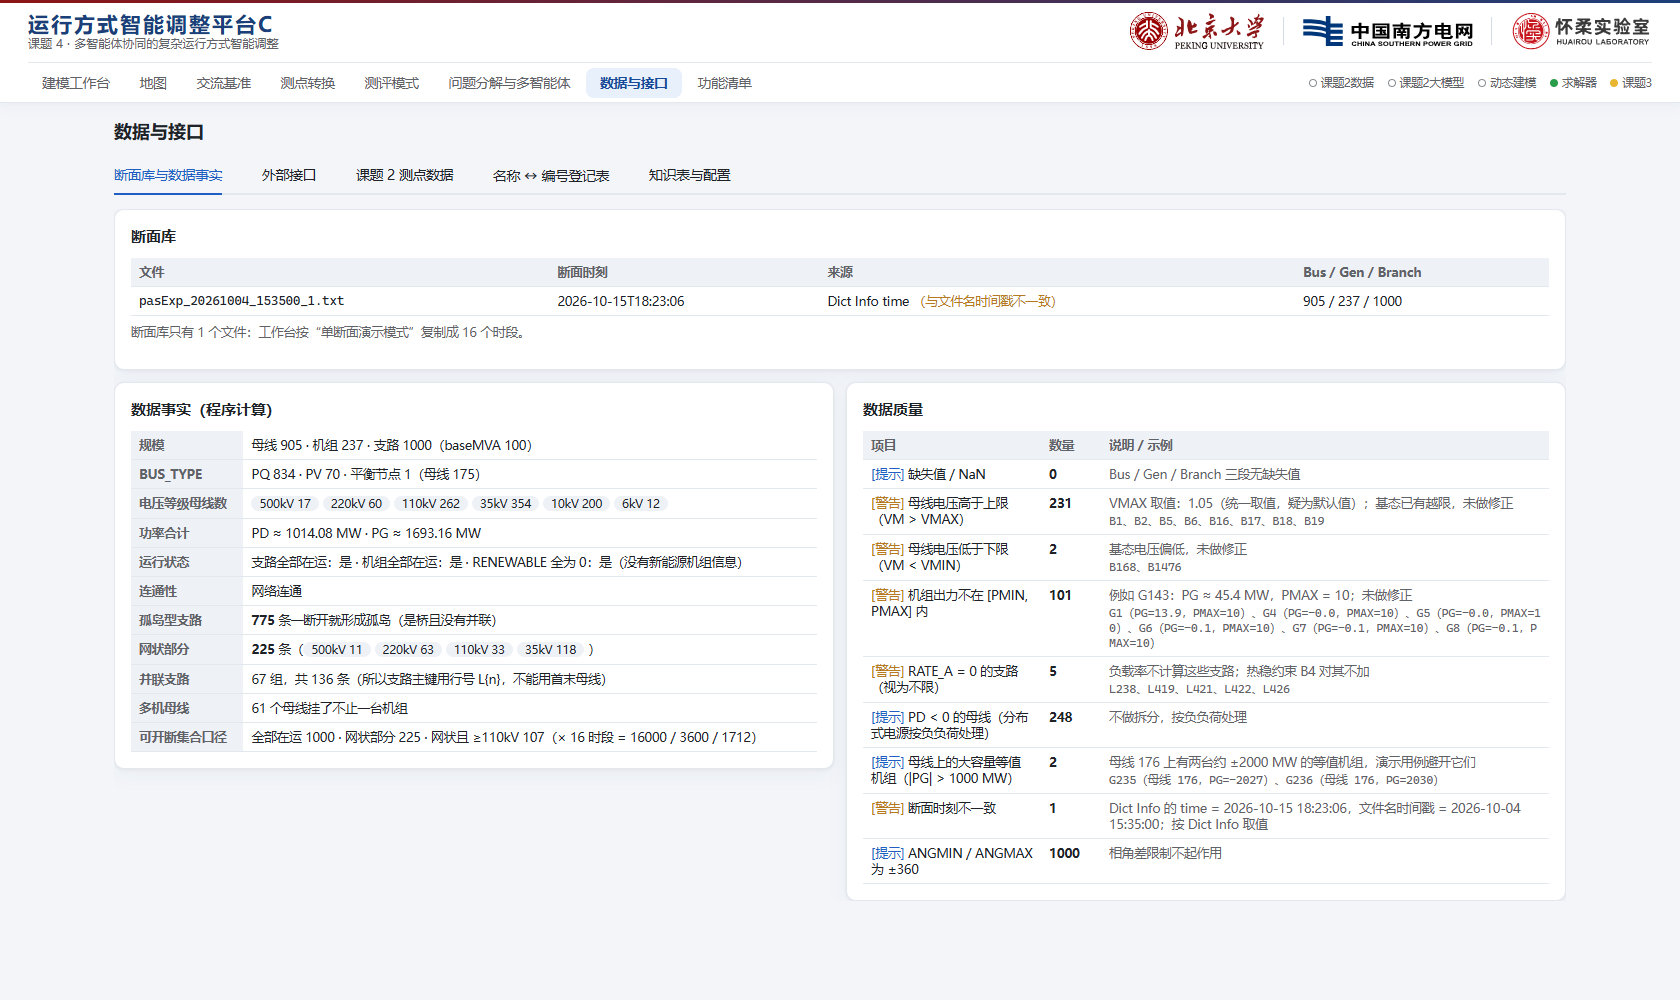 运行方式智能调整平台C
课题 4 · 多智能体协同的复杂运行方式智能调整
北京大学
PEKING UNIVERSITY
中国南方电网
CHINA SOUTHERN POWER GRID
怀柔实验室
HUAIROU LABORATORY
建模工作台 地图 交流基准 测点转换 测评模式 问题分解与多智能体 数据与接口 功能清单
课题2数据 课题2大模型 动态建模 求解器 课题3
数据与接口
断面库与数据事实 外部接口 课题 2 测点数据 名称 ↔ 编号登记表 知识表与配置
断面库
文件 断面时刻 来源 Bus / Gen / Branch
pasExp_20261004_153500_1.txt 2026-10-15T18:23:06 Dict Info time （与文件名时间戳不一致） 905 / 237 / 1000
断面库只有 1 个文件：工作台按“单断面演示模式”复制成 16 个时段。
数据事实（程序计算）
规模 母线 905 · 机组 237 · 支路 1000（baseMVA 100）
BUS_TYPE PQ 834 · PV 70 · 平衡节点 1（母线 175）
电压等级母线数 500kV 17 220kV 60 110kV 262 35kV 354 10kV 200 6kV 12
功率合计 PD ≈ 1014.08 MW · PG ≈ 1693.16 MW
运行状态 支路全部在运：是 · 机组全部在运：是 · RENEWABLE 全为 0：是（没有新能源机组信息）
连通性 网络连通
孤岛型支路 775 条一断开就形成孤岛（是桥且没有并联）
网状部分 225 条（ 500kV 11 220kV 63 110kV 33 35kV 118 ）
并联支路 67 组，共 136 条（所以支路主键用行号 L{n}，不能用首末母线）
多机母线 61 个母线挂了不止一台机组
可开断集合口径 全部在运 1000 · 网状部分 225 · 网状且 ≥110kV 107（× 16 时段 = 16000 / 3600 / 1712）
数据质量
项目 数量 说明 / 示例
[提示] 缺失值 / NaN 0 Bus / Gen / Branch 三段无缺失值
[警告] 母线电压高于上限（VM > VMAX） 231 VMAX 取值：1.05（统一取值，疑为默认值）；基态已有越限，未做修正
B1、B2、B5、B6、B16、B17、B18、B19
[警告] 母线电压低于下限（VM < VMIN） 2 基态电压偏低，未做修正
B168、B1476
[警告] 机组出力不在 [PMIN, PMAX] 内 101 例如 G143：PG ≈ 45.4 MW，PMAX = 10；未做修正
G1（PG=13.9, PMAX=10）、G4（PG=-0.0, PMAX=10）、G5（PG=-0.0, PMAX=1
0）、G6（PG=-0.1, PMAX=10）、G7（PG=-0.1, PMAX=10）、G8（PG=-0.1, P
MAX=10）
[警告] RATE_A = 0 的支路（视为不限） 5 负载率不计算这些支路；热稳约束 B4 对其不加
L238、L419、L421、L422、L426
[提示] PD < 0 的母线（分布式电源按负负荷处理） 248 不做拆分，按负负荷处理
[提示] 母线上的大容量等值机组（|PG| > 1000 MW） 2 母线 176 上有两台约 ±2000 MW 的等值机组，演示用例避开它们
G235（母线 176, PG=-2027）、G236（母线 176, PG=2030）
[警告] 断面时刻不一致 1 Dict Info 的 time = 2026-10-15 18:23:06，文件名时间戳 = 2026-10-04
15:35:00；按 Dict Info 取值
[提示] ANGMIN / ANGMAX 为 ±360 1000 相角差限制不起作用